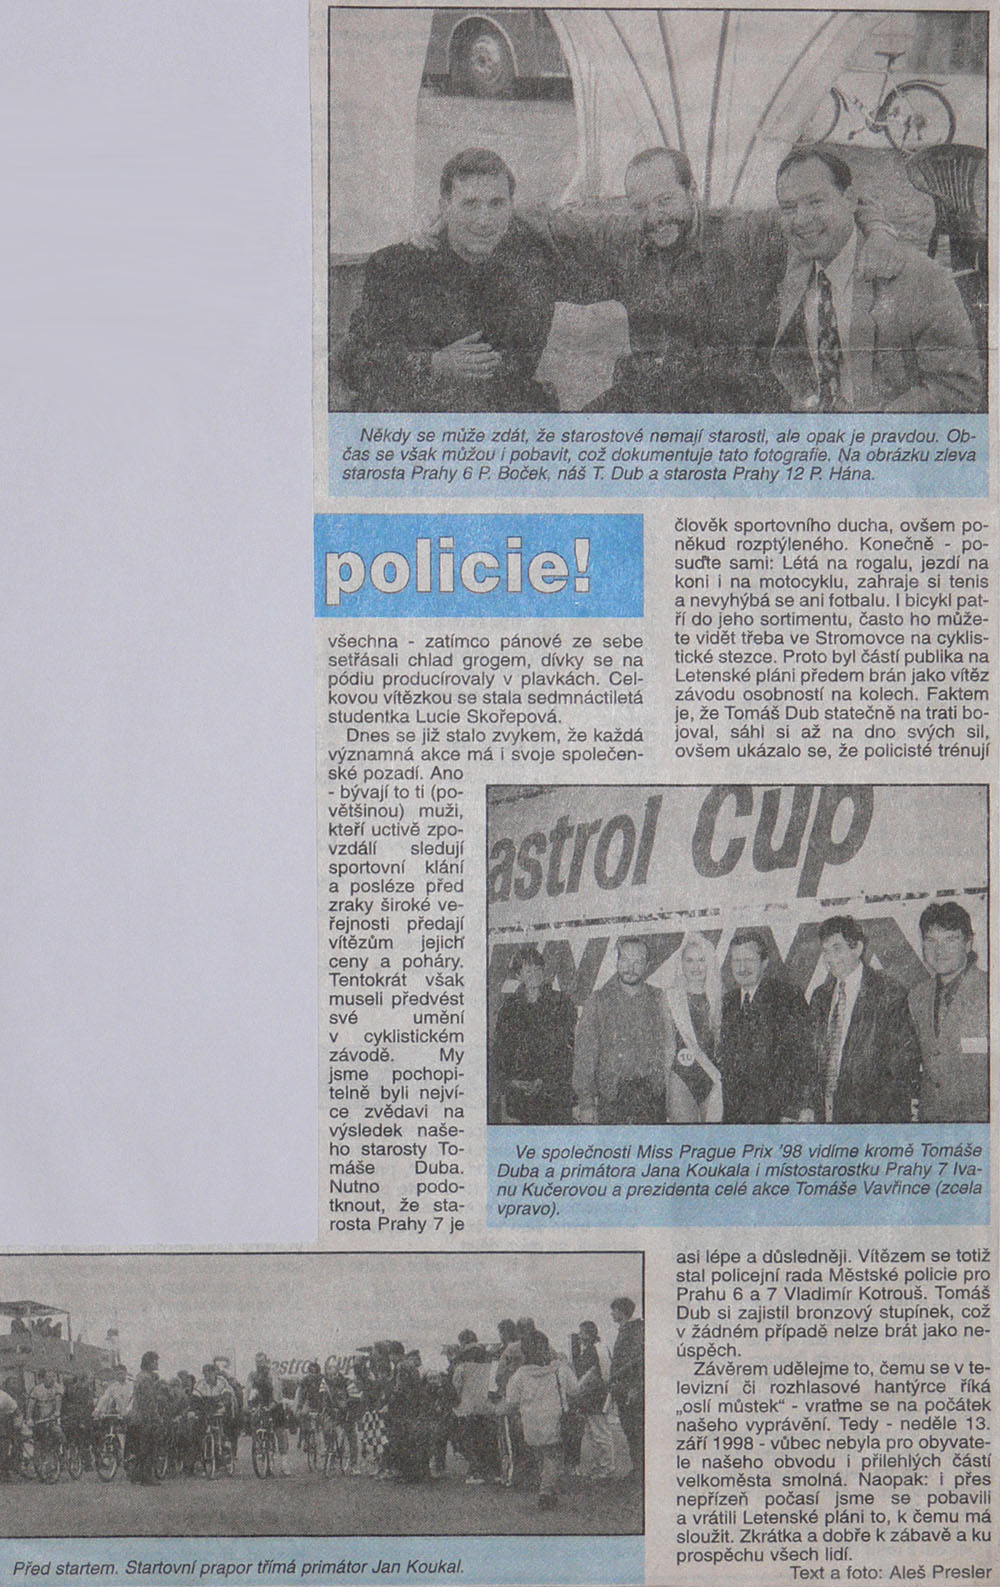 Někdy se může zdát, že starostové nemají starosti, ale opak je pravdou. Ob-
čas se však můžou i pobavit, což dokumentuje tato fotografie. Na obrázku zleva
starosta Prahy 6 P. Boček, náš T. Dub a starosta Prahy 12 P. Hána.
policie!
všechna - zatímco pánové ze sebe
setřásali chlad grogem, dívky se na
pódiu producírovaly v plavkách. Cel-
kovou vítězkou se stala sedmnáctiletá
studentka Lucie Skořepová.
Dnes se již stalo zvykem, že každá
významná akce má i svoje společen-
ské pozadí. Ano
- bývají to ti (po-
většinou) muži,
kteří uctivě zpo-
vzdálí sledují
sportovní klání
a posléze před
zraky široké ve-
řejnosti předají
vítězům jejich
ceny a poháry.
Tentokrát však
museli předvést
své umění
v cyklistickém
závodě. My
jsme pochopi-
telně byli nejví-
ce zvědavi na
výsledek naše-
ho starosty To-
máše Duba.
Nutno podo-
tknout, že sta-
rosta Prahy 7 je
člověk sportovního ducha, ovšem po-
někud rozptýleného. Konečně - po-
suďte sami: Létá na rogalu, jezdí na
koni i na motocyklu, zahraje si tenis
a nevyhýbá se ani fotbalu. I bicykl pat-
ří do jeho sortimentu, často ho může-
te vidět třeba ve Stromovce na cyklis-
tické stezce. Proto byl částí publika na
Letenské pláni předem brán jako vítěz
závodu osobností na kolech. Faktem
je, že Tomáš Dub statečně na trati bo-
joval, sáhl si až na dno svých sil,
ovšem ukázalo se, že policisté trénují
astrol Cup
10
Ve společnosti Miss Prague Prix '98 vidíme kromě Tomáše
Duba a primátora Jana Koukala i místostarostku Prahy 7 Iva-
nu Kučerovou a prezidenta celé akce Tomáše Vavřince (zcela
vpravo).
asi lépe a důsledněji. Vítězem se totiž
stal policejní rada Městské policie pro
Prahu 6 a 7 Vladimír Kotrouš. Tomáš
Dub si zajistil bronzový stupínek, což
v žádném případě nelze brát jako ne-
úspěch.
Závěrem udělejme to, čemu se v te-
levizní či rozhlasové hantýrce říká
„oslí můstek" - vraťme se na počátek
našeho vyprávění. Tedy - neděle 13.
září 1998 - vůbec nebyla pro obyvate-
le našeho obvodu i přilehlých částí
velkoměsta smolná. Naopak: i přes
nepřízeň počasí jsme se pobavili
a vrátili Letenské pláni to, k čemu má
sloužit. Zkrátka a dobře k zábavě a ku
prospěchu všech lidí.
Text a foto: Aleš Presler
astrol Cup
Před startem. Startovní prapor třímá primátor Jan Koukal.